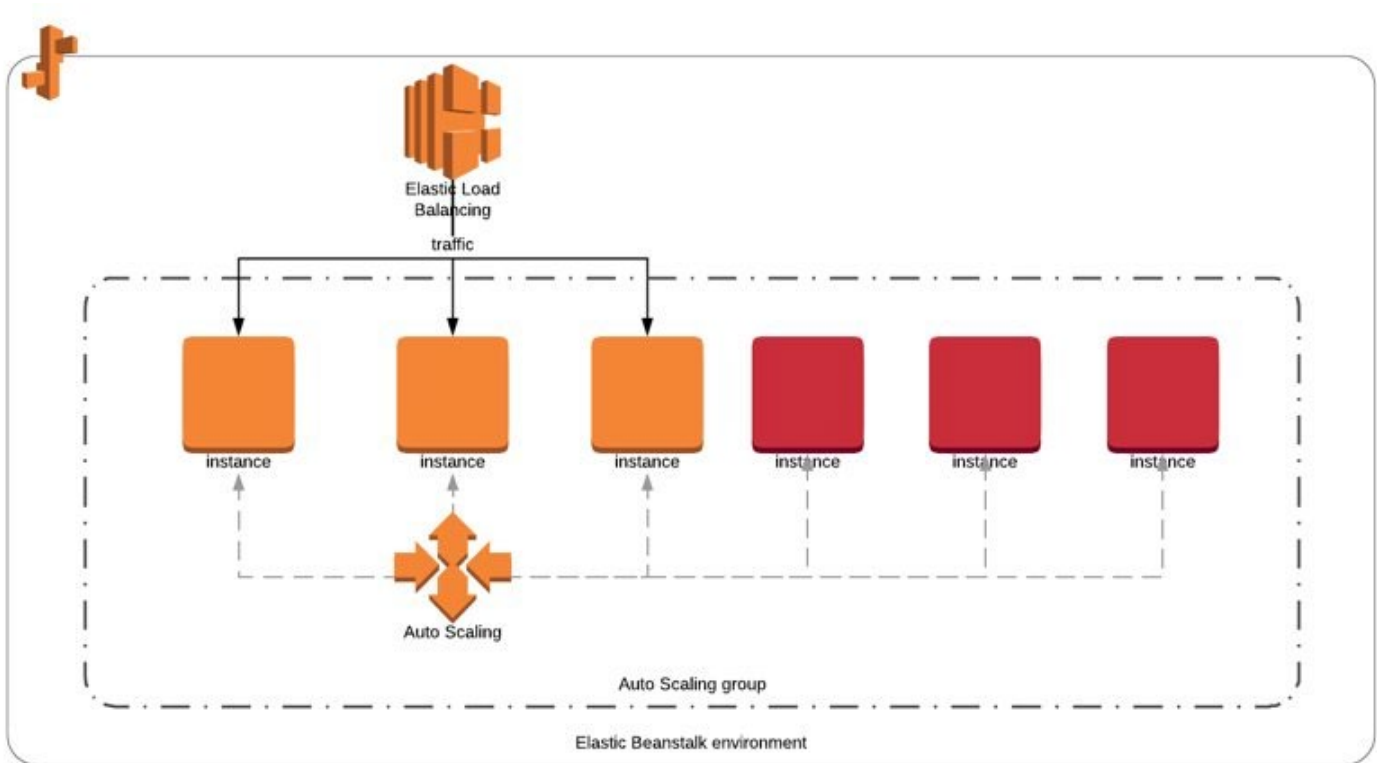 Elastic Load
Balancing
traffic
instance
instance
instance
instance
instance
instance
Auto Scaling
Auto Scaling group
Elastic Beanstalk environment